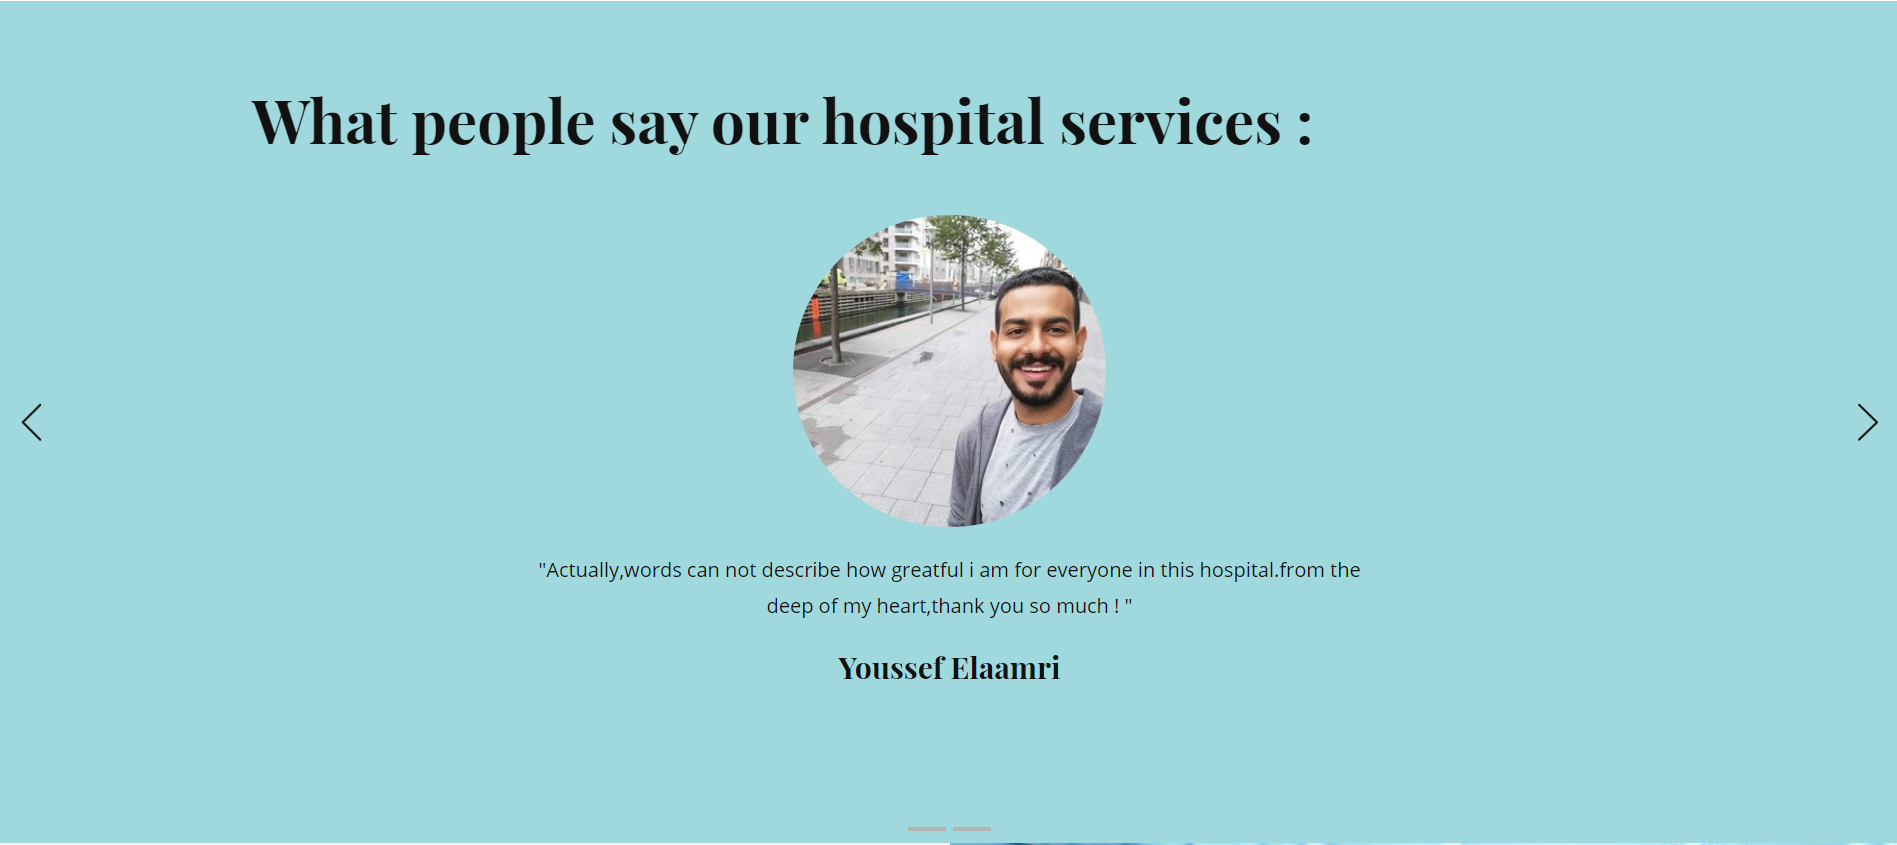 What people say our hospital services :
"Actually,words can not describe how greatful i am for everyone in this hospital.from the
deep of my heart,thank you so much ! "
Youssef Elaamri